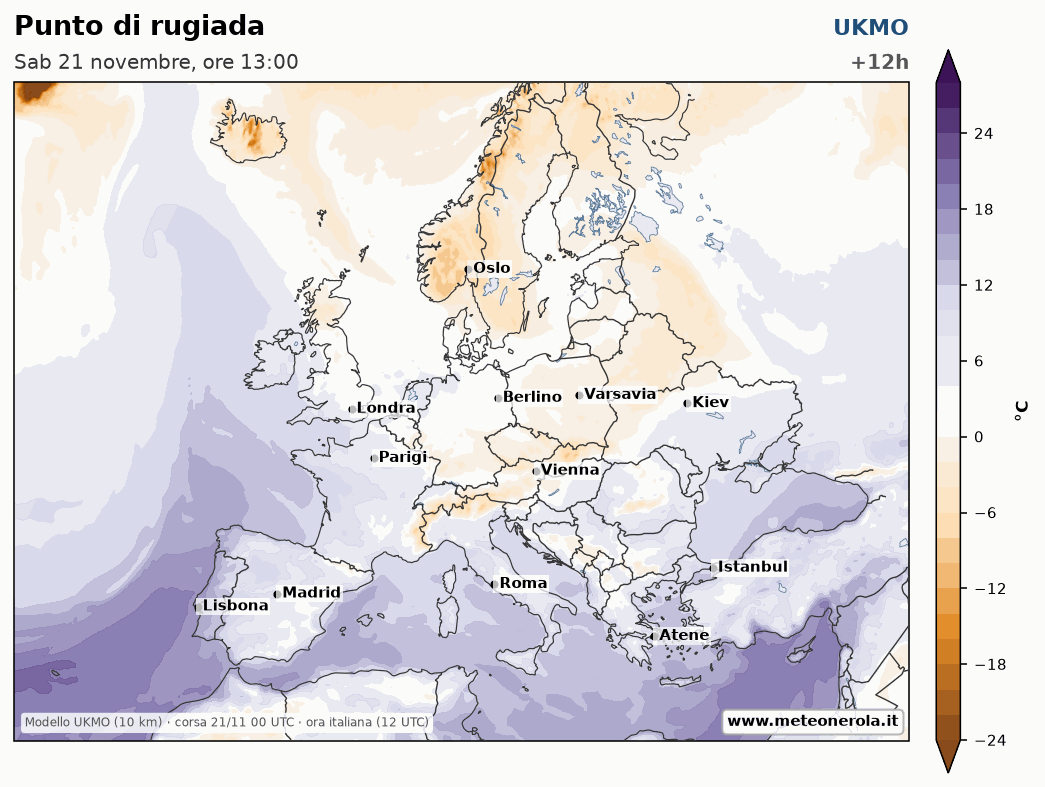 Punto di rugiada
UKMO
Sab 21 novembre, ore 13:00
+12h
Oslo
Londra
Berlino
Varsavia
Kiev
Parigi
Vienna
Istanbul
Roma
Madrid
Lisbona
Atene
Modello UKMO (10 km) · corsa 21/11 00 UTC · ora italiana (12 UTC)
www.meteonerola.it
24
18
12
6
0
−6
−12
−18
−24
°C